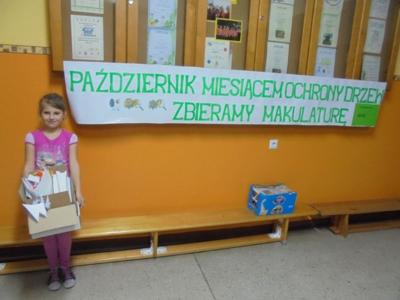 PAŹDZIERNIK MIESIĄCEM OCHRONY DRZEW
ZBIERAMY MAKULATURĘ